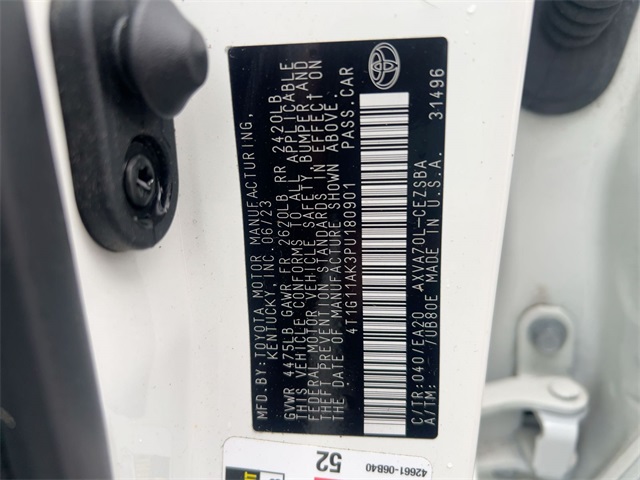 MFD.BY:TOYOTA MOTOR MANUFACTURING,
KENTUCKY, INC.06/23
GVWR 4475LB GAWR FR 2620LB RR 2420LB
THIS VEHICLE CONFORMS TO ALL APPLICABLE
FEDERAL MOTOR VEHICLE SAFETY, BUMPER, AND
THEFT PREVENTION STANDARDS IN EFFECT ON
THE DATE OF MANUFACTURE SHOWN ABOVE.
4T1G11AK3PU180901 PASS.CAR
C/TR:040/EA20 AXVA70L-CEZSBA
A/TM: -/UB80E MADE IN U.S.A. 31496
52
42661-06B40